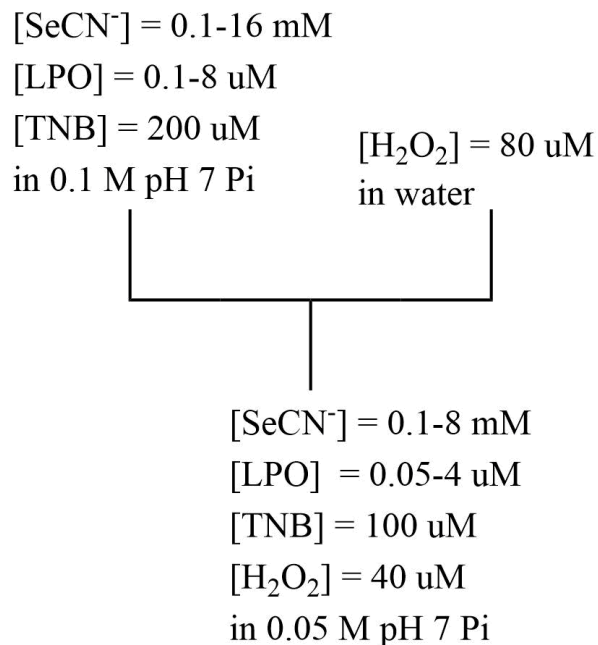 [SeCN⁻] = 0.1-16 mM
[LPO] = 0.1-8 uM
[TNB] = 200 uM
in 0.1 M pH 7 Pi
[H₂O₂] = 80 uM
in water
[SeCN⁻] = 0.1-8 mM
[LPO] = 0.05-4 uM
[TNB] = 100 uM
[H₂O₂] = 40 uM
in 0.05 M pH 7 Pi